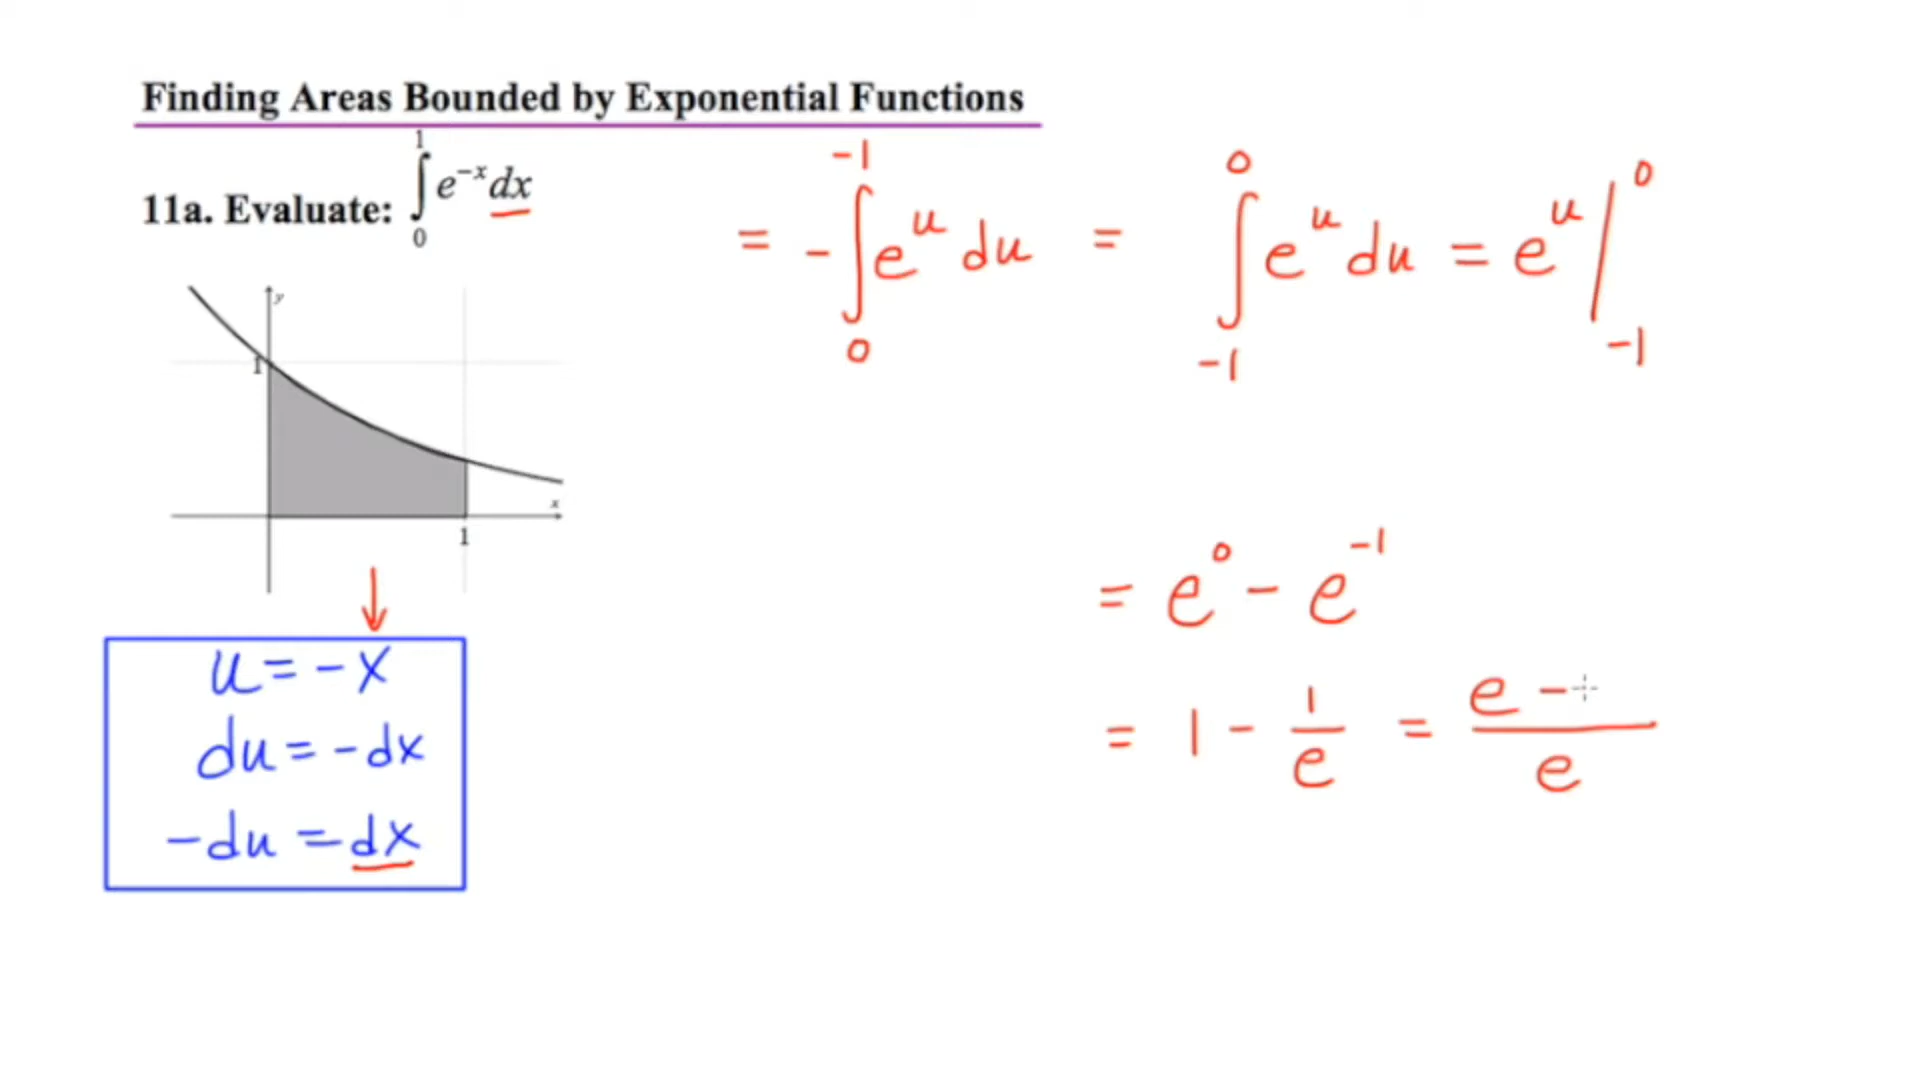 Finding Areas Bounded by Exponential Functions
11a. Evaluate: ∫₀¹ e⁻ˣ dx
= -∫₀⁻¹ eᵘ du = ∫₋₁⁰ eᵘ du = eᵘ |₋₁⁰
y
1
x
1
u = -x
du = -dx
-du = dx
= e⁰ - e⁻¹
= 1 - 1/e = (e -)/e